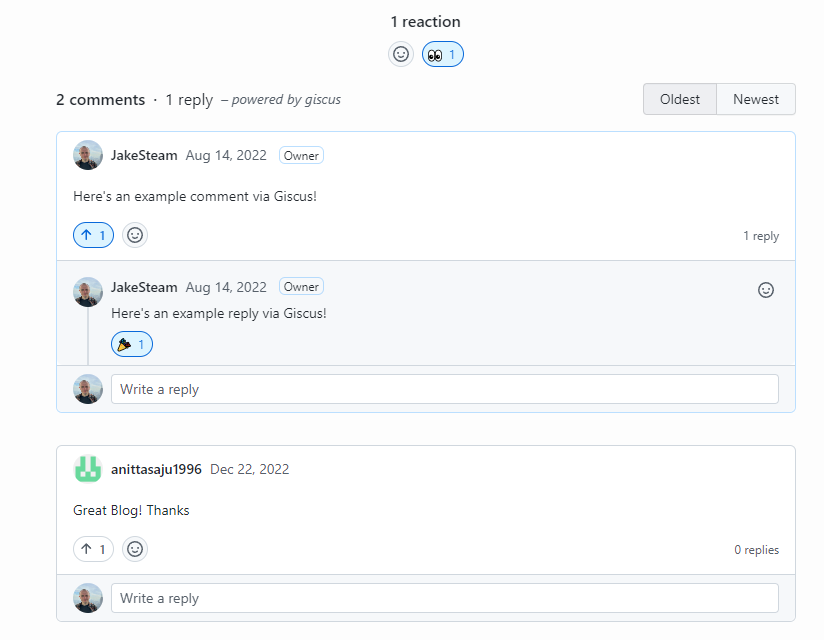 1 reaction
1
2 comments · 1 reply – powered by giscus
Oldest Newest
JakeSteam Aug 14, 2022 Owner
Here's an example comment via Giscus!
1
1 reply
JakeSteam Aug 14, 2022 Owner
Here's an example reply via Giscus!
1
Write a reply
anittasaju1996 Dec 22, 2022
Great Blog! Thanks
1
0 replies
Write a reply